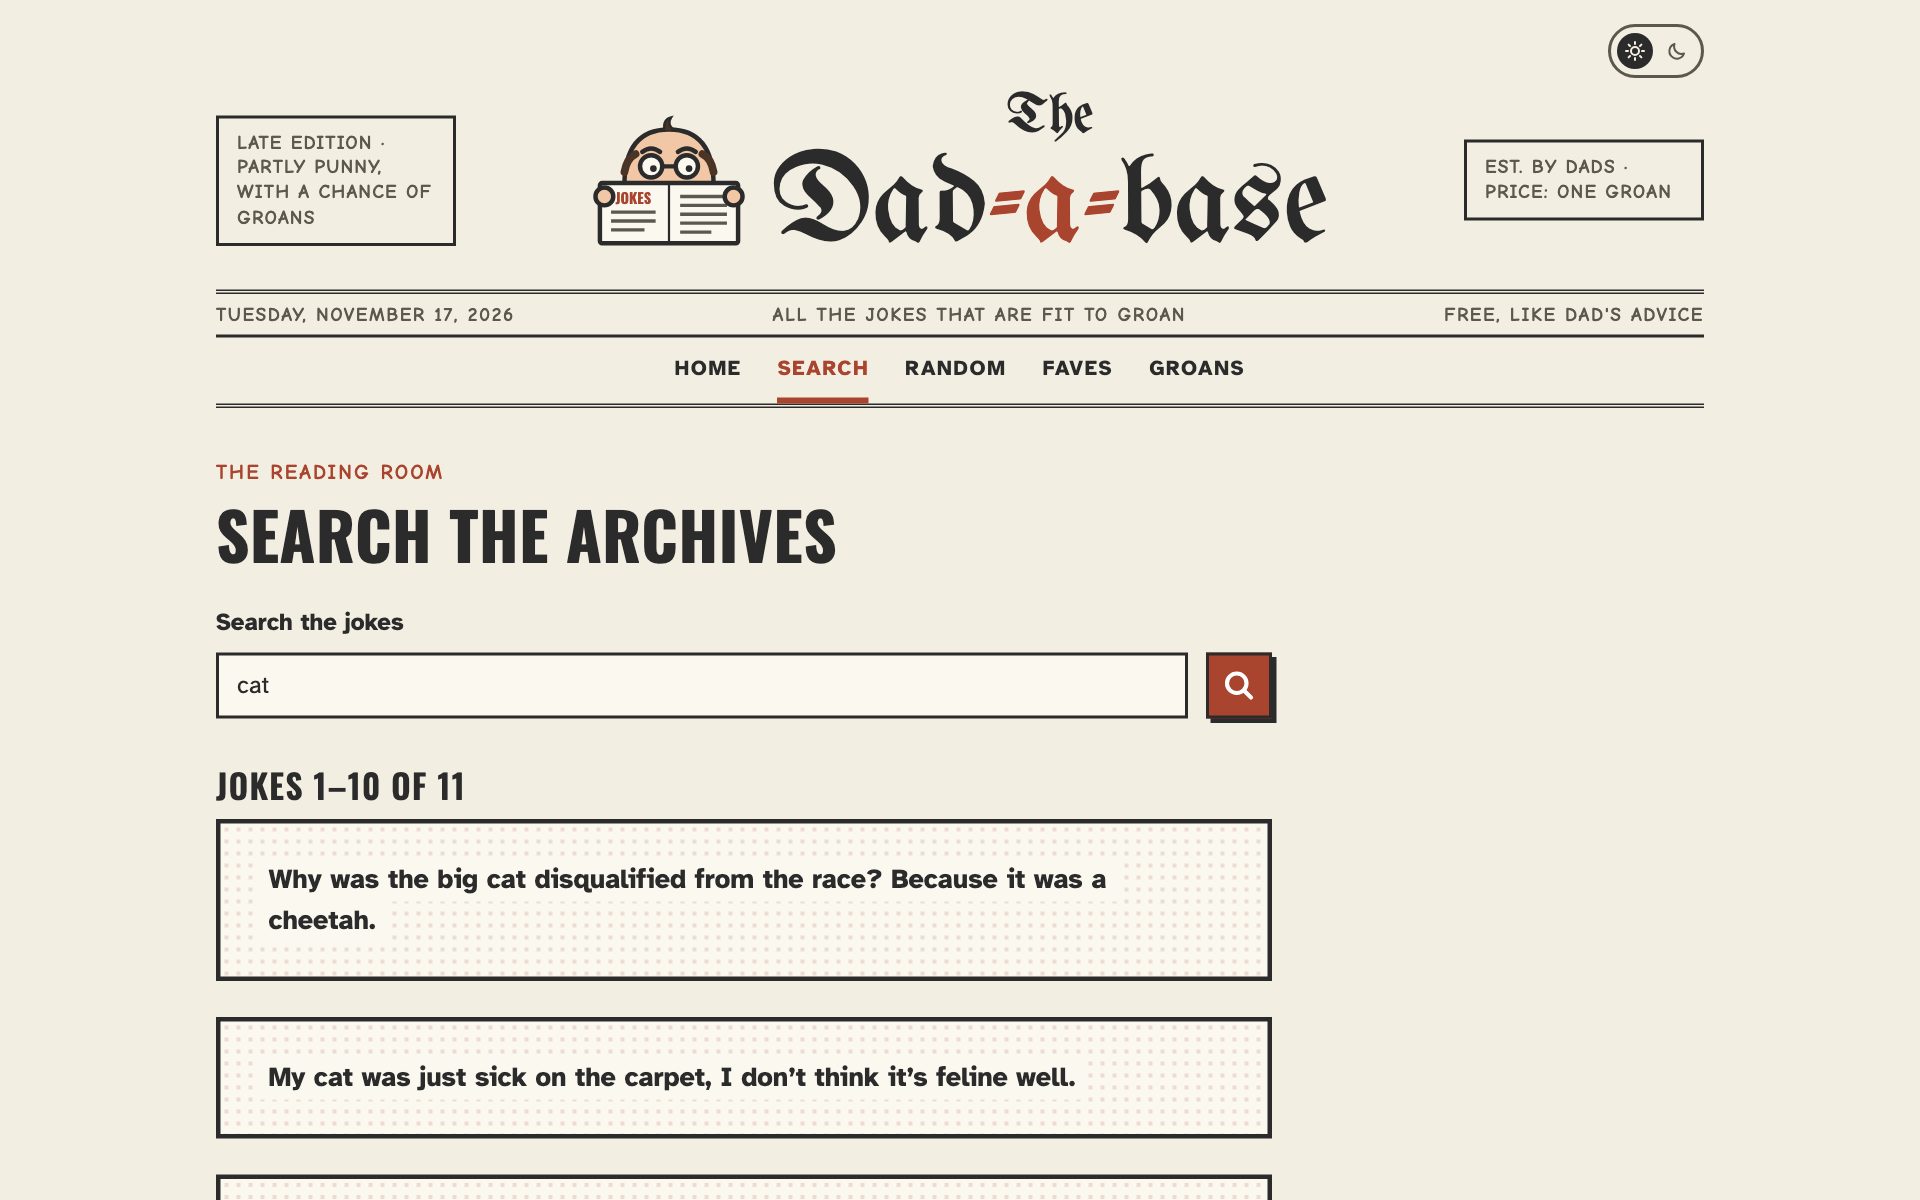 LATE EDITION ·
PARTLY PUNNY,
WITH A CHANCE OF
GROANS
JOKES
The
Dad-a-base
EST. BY DADS ·
PRICE: ONE GROAN
TUESDAY, NOVEMBER 17, 2026
ALL THE JOKES THAT ARE FIT TO GROAN
FREE, LIKE DAD'S ADVICE
HOME SEARCH RANDOM FAVES GROANS
THE READING ROOM
SEARCH THE ARCHIVES
Search the jokes
cat
JOKES 1–10 OF 11
Why was the big cat disqualified from the race? Because it was a
cheetah.
My cat was just sick on the carpet, I don’t think it’s feline well.